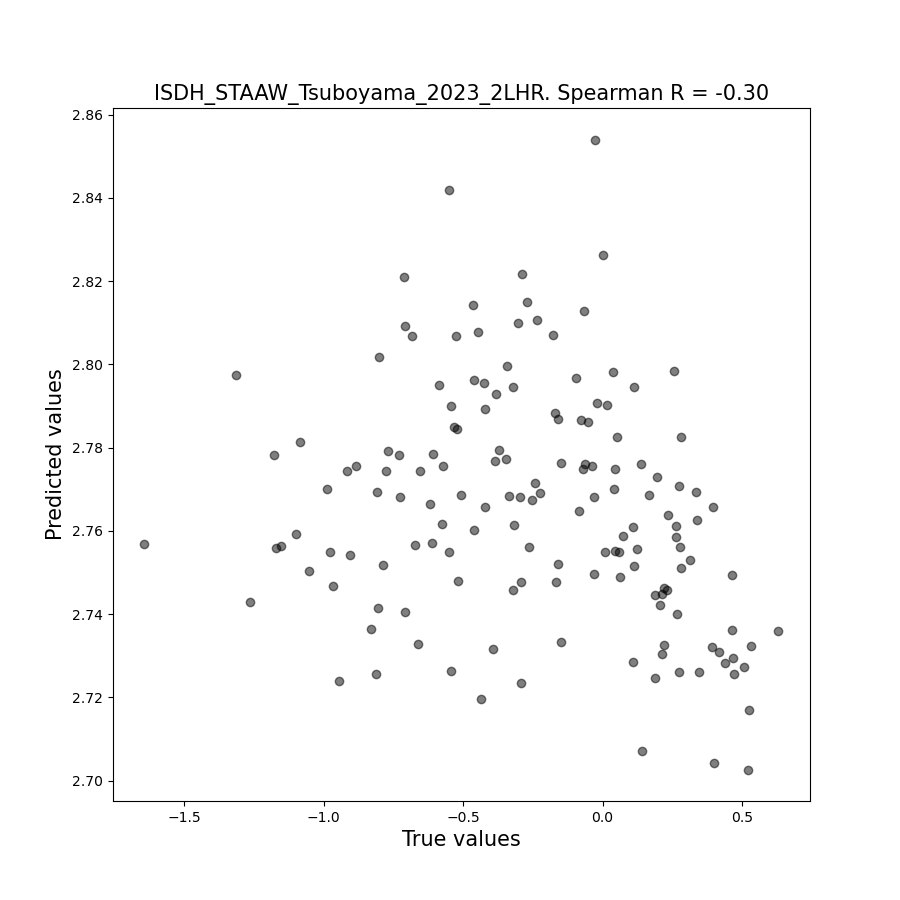 ISDH_STAAW_Tsuboyama_2023_2LHR. Spearman R = -0.30
2.86
2.84
2.82
2.80
2.78
2.76
2.74
2.72
2.70
Predicted values
−1.5 −1.0 −0.5 0.0 0.5
True values